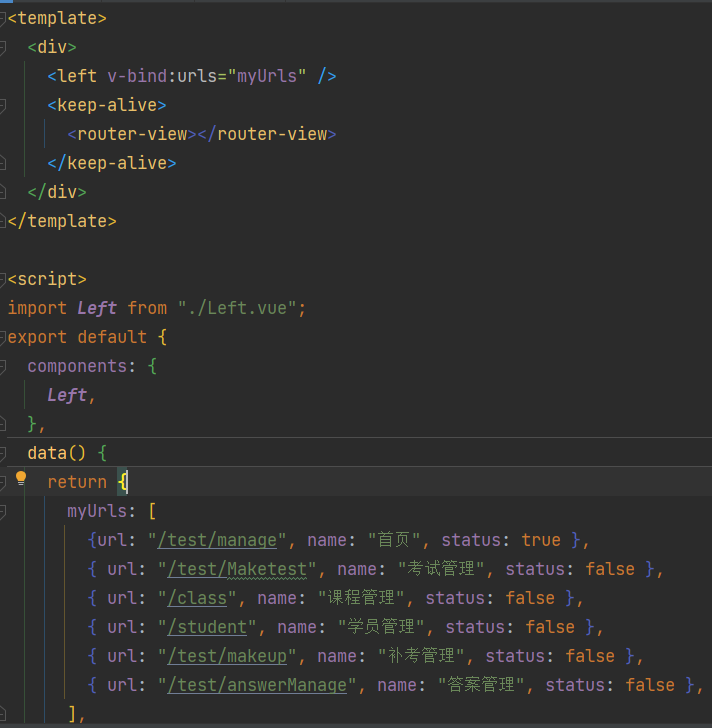 <template>
<div>
<left v-bind:urls="myUrls" />
<keep-alive>
<router-view></router-view>
</keep-alive>
</div>
</template>
<script>
import Left from "./Left.vue";
export default {
components: {
Left,
},
data() {
return {
myUrls: [
{url: "/test/manage", name: "首页", status: true },
{ url: "/test/Maketest", name: "考试管理", status: false },
{ url: "/class", name: "课程管理", status: false },
{ url: "/student", name: "学员管理", status: false },
{ url: "/test/makeup", name: "补考管理", status: false },
{ url: "/test/answerManage", name: "答案管理", status: false },
],